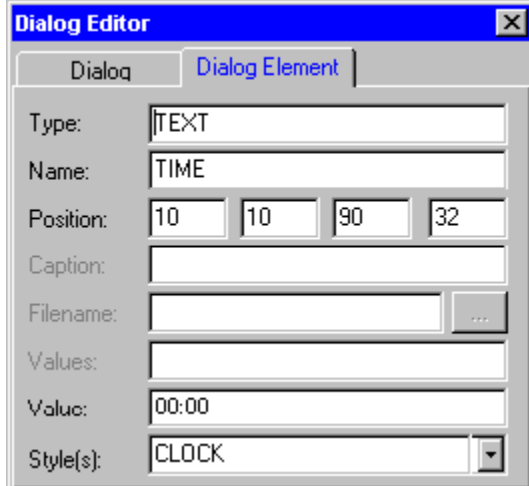 Dialog Editor
Dialog Dialog Element
Type: TEXT
Name: TIME
Position: 10 10 90 32
Caption:
Filename: ...
Values:
Value: 00:00
Style(s): CLOCK